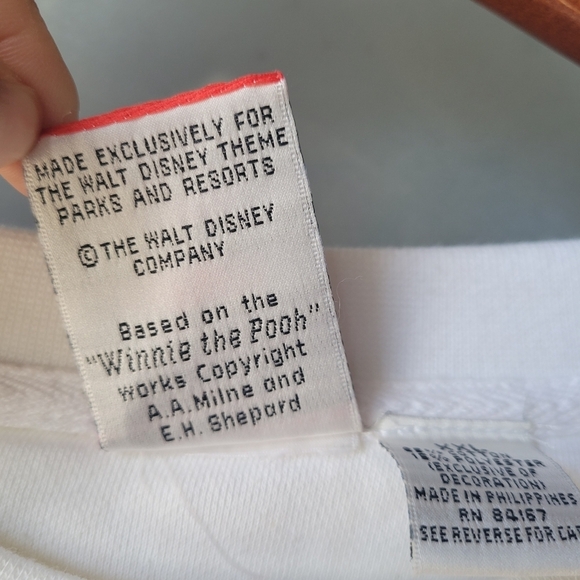 MADE EXCLUSIVELY FOR
THE WALT DISNEY THEME
PARKS AND RESORTS
© THE WALT DISNEY
COMPANY
Based on the
"Winnie the Pooh"
works Copyright
A.A.Milne and
E.H. Shepard
XXL
POLYESTER
(EXCLUSIVE OF
DECORATION)
MADE IN PHILIPPINES
RN 84167
SEE REVERSE FOR